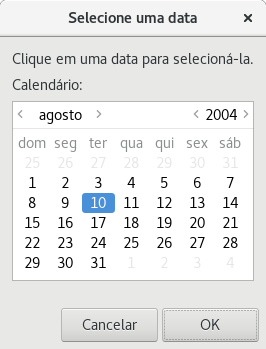 Selecione uma data ×
Clique em uma data para selecioná-la.
Calendário:
< agosto > < 2004 >
dom seg ter qua qui sex sáb
25 26 27 28 29 30 31
1 2 3 4 5 6 7
8 9 10 11 12 13 14
15 16 17 18 19 20 21
22 23 24 25 26 27 28
29 30 31 1 2 3 4
Cancelar OK